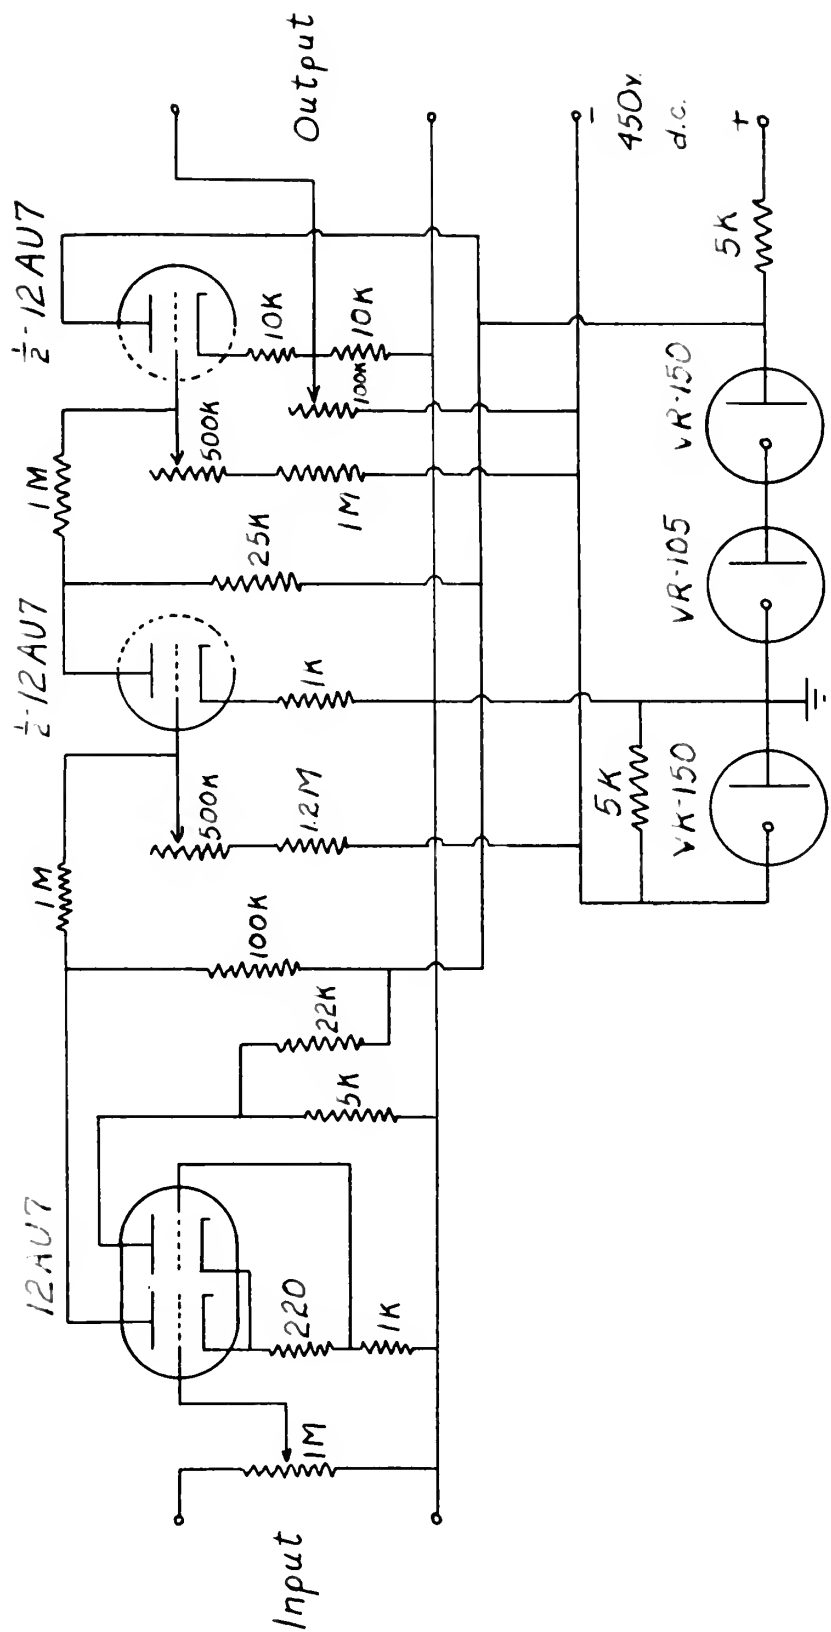 12AU7
½-12AU7
½-12AU7
1M
1M
Input
1M
220
1K
5K
22K
100K
500K
1.2M
1K
25K
500K
1M
10K
10K
100K
Output
5K
VR-150
VR-105
VR-150
5K
-
450v.
d.c.
+